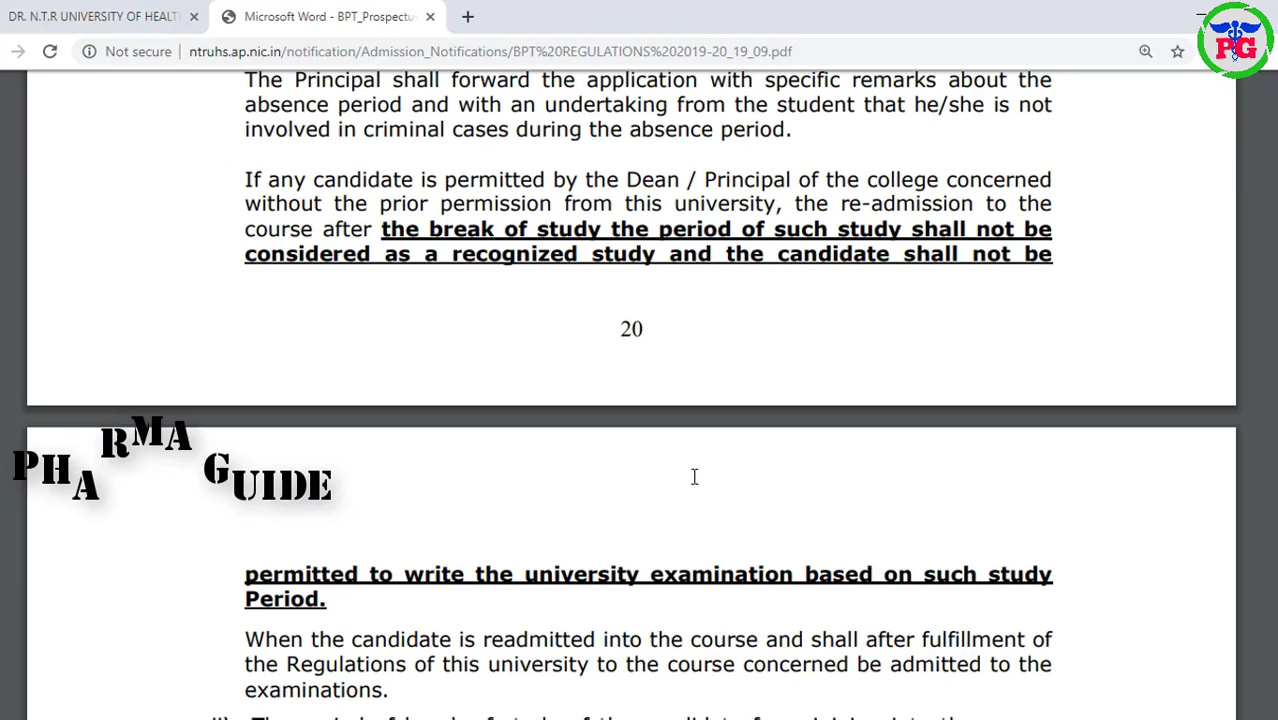 DR. N.T.R UNIVERSITY OF HEALT
Microsoft Word - BPT_Prospectu
PG
Not secure
ntruhs.ap.nic.in/notification/Admission_Notifications/BPT%20REGULATIONS%202019-20_19_09.pdf
The Principal shall forward the application with specific remarks about the
absence period and with an undertaking from the student that he/she is not
involved in criminal cases during the absence period.
If any candidate is permitted by the Dean / Principal of the college concerned
without the prior permission from this university, the re-admission to the
course after the break of study the period of such study shall not be
considered as a recognized study and the candidate shall not be
20
PHARMA
GUIDE
permitted to write the university examination based on such study
Period.
When the candidate is readmitted into the course and shall after fulfillment of
the Regulations of this university to the course concerned be admitted to the
examinations.